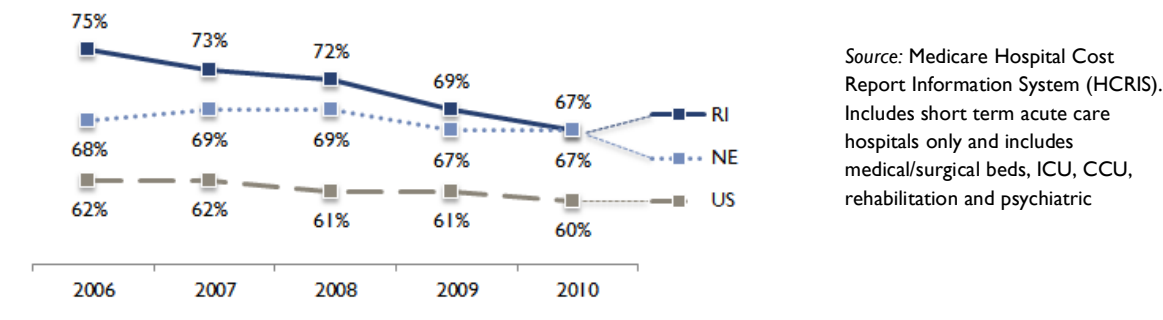 75%
73%
72%
69%
67%
RI
68%
69%
69%
67%
67%
NE
62%
62%
61%
61%
60%
US
2006 2007 2008 2009 2010
Source: Medicare Hospital Cost
Report Information System (HCRIS).
Includes short term acute care
hospitals only and includes
medical/surgical beds, ICU, CCU,
rehabilitation and psychiatric